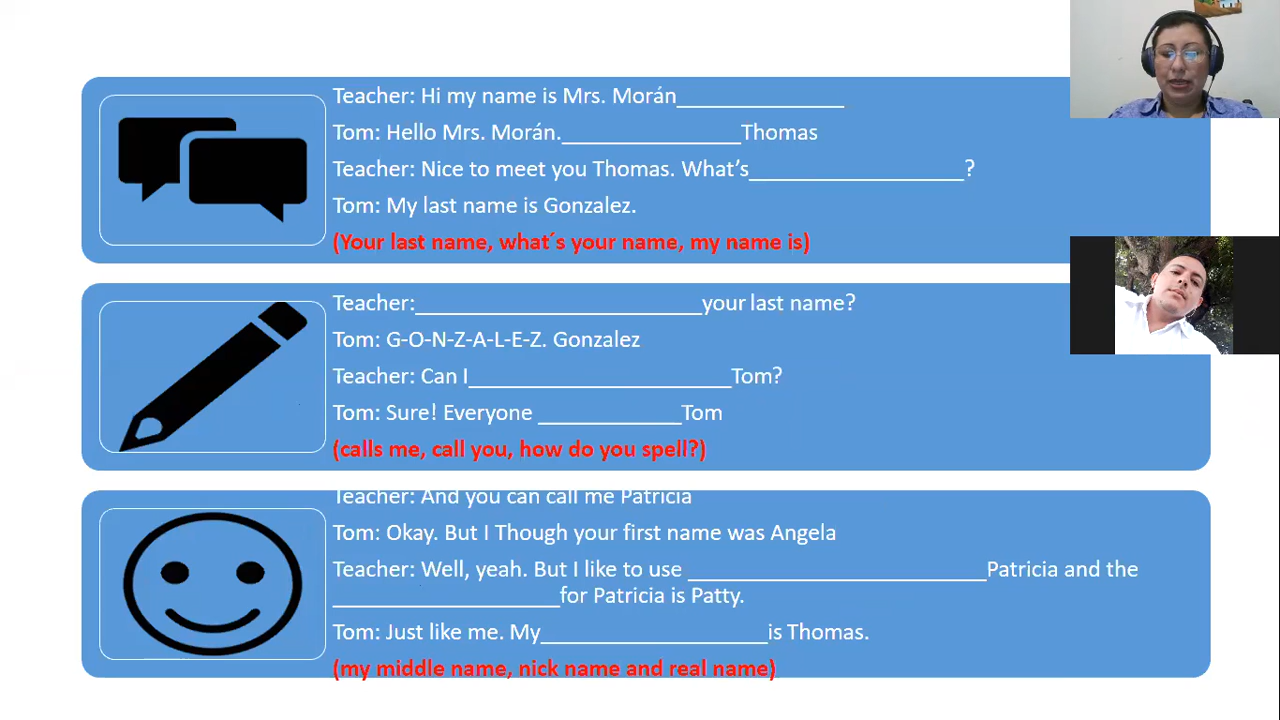 Teacher: Hi my name is Mrs. Morán______________
Tom: Hello Mrs. Morán._______________Thomas
Teacher: Nice to meet you Thomas. What’s__________________?
Tom: My last name is Gonzalez.
(Your last name, what´s your name, my name is)
Teacher:________________________your last name?
Tom: G-O-N-Z-A-L-E-Z. Gonzalez
Teacher: Can I______________________Tom?
Tom: Sure! Everyone ____________Tom
(calls me, call you, how do you spell?)
Teacher: And you can call me Patricia
Tom: Okay. But I Though your first name was Angela
Teacher: Well, yeah. But I like to use _________________________Patricia and the
___________________for Patricia is Patty.
Tom: Just like me. My___________________is Thomas.
(my middle name, nick name and real name)